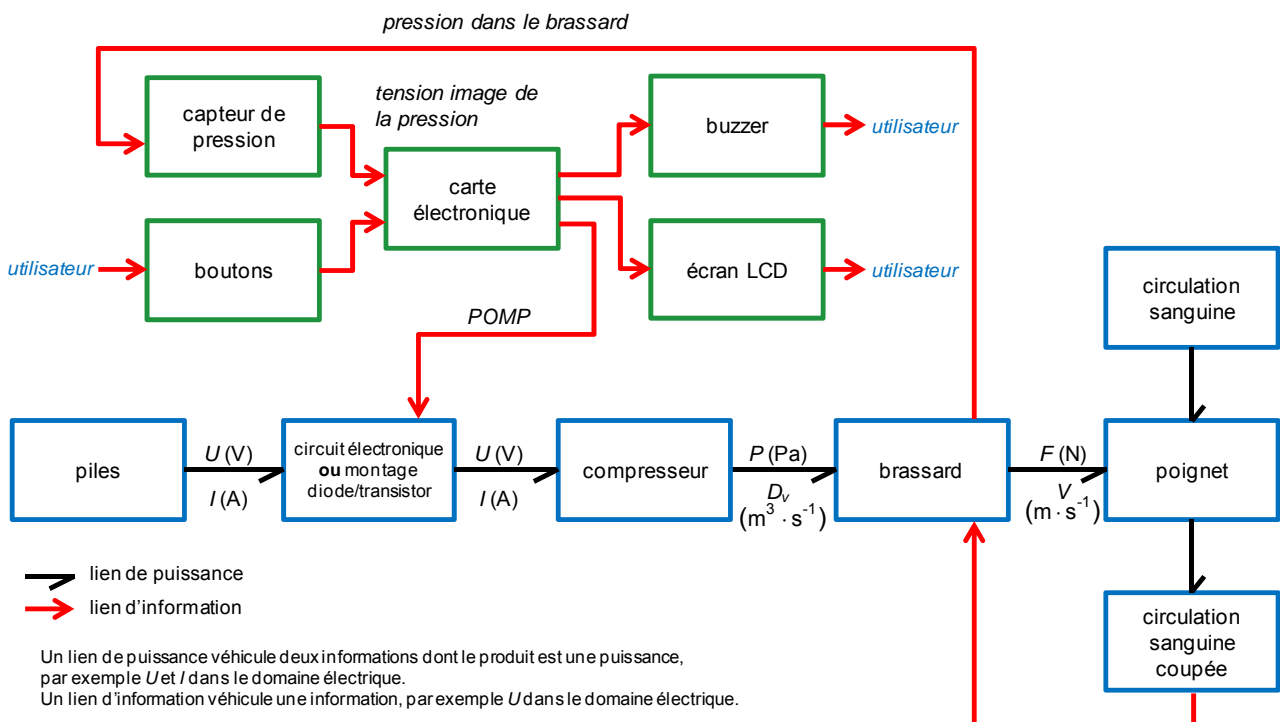 pression dans le brassard
capteur de
pression
tension image de
la pression
buzzer
utilisateur
carte
électronique
utilisateur
boutons
écran LCD
utilisateur
circulation
sanguine
POMP
piles
U (V)
I (A)
circuit électronique
ou montage
diode/transistor
U (V)
I (A)
compresseur
P (Pa)
Dv
(m³ · s⁻¹)
brassard
F (N)
V
(m · s⁻¹)
poignet
lien de puissance
lien d'information
circulation
sanguine
coupée
Un lien de puissance véhicule deux informations dont le produit est une puissance,
par exemple U et I dans le domaine électrique.
Un lien d'information véhicule une information, par exemple U dans le domaine électrique.